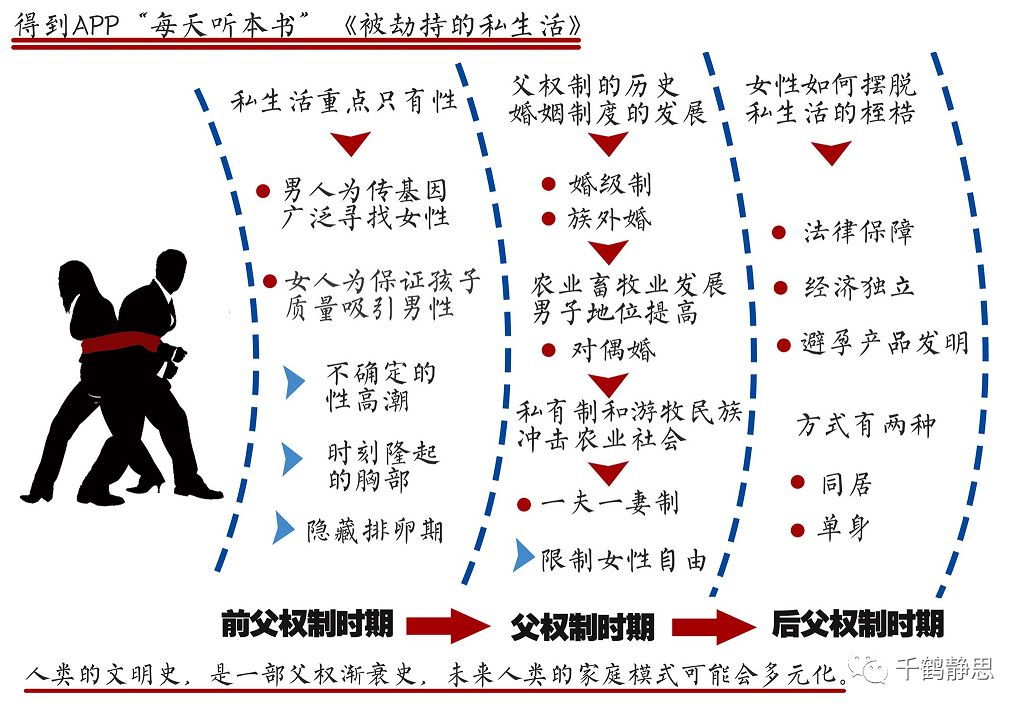 得到APP“每天听本书” 《被劫持的私生活》
私生活重点只有性
男人为传基因
广泛寻找女性
女人为保证孩子
质量吸引男性
不确定的
性高潮
时刻隆起
的胸部
隐藏排卵期
前父权制时期
父权制的历史
婚姻制度的发展
婚级制
族外婚
农业畜牧业发展
男子地位提高
对偶婚
私有制和游牧民族
冲击农业社会
一夫一妻制
限制女性自由
父权制时期
女性如何摆脱
私生活的桎梏
法律保障
经济独立
避孕产品发明
方式有两种
同居
单身
后父权制时期
人类的文明史，是一部父权渐衰史，未来人类的家庭模式可能会多元化。
千鹤静思